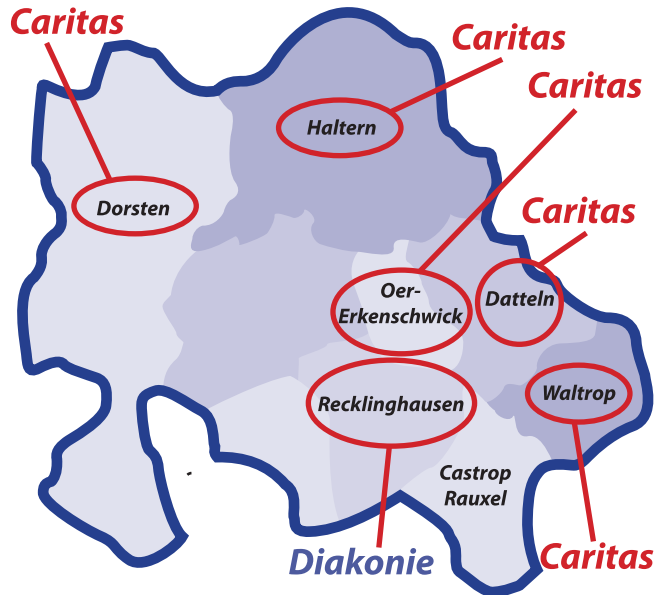 Caritas
Caritas
Caritas
Haltern
Dorsten
Caritas
Oer-
Erkenschwick
Datteln
Waltrop
Recklinghausen
Castrop
Rauxel
Diakonie
Caritas